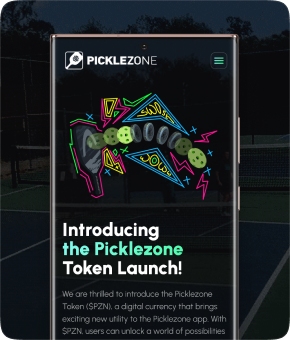 PICKLEZONE
Introducing
the Picklezone
Token Launch!
We are thrilled to introduce the Picklezone
Token ($PZN), a digital currency that brings
exciting new utility to the Picklezone app. With
$PZN, users can unlock a world of possibilities